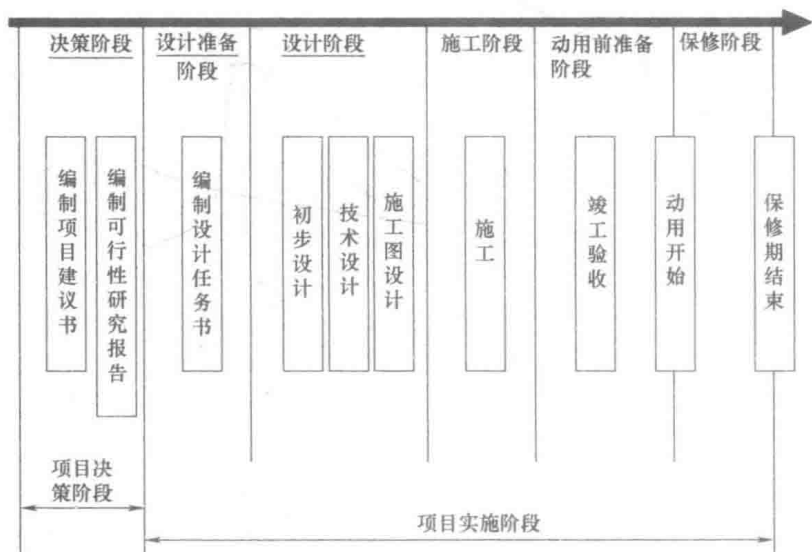 决策阶段
设计准备
阶段
设计阶段
施工阶段
动用前准备
阶段
保修阶段
编制项目建议书
编制可行性研究报告
编制设计任务书
初步设计
技术设计
施工图设计
施工
竣工验收
动用开始
保修期结束
项目决
策阶段
项目实施阶段